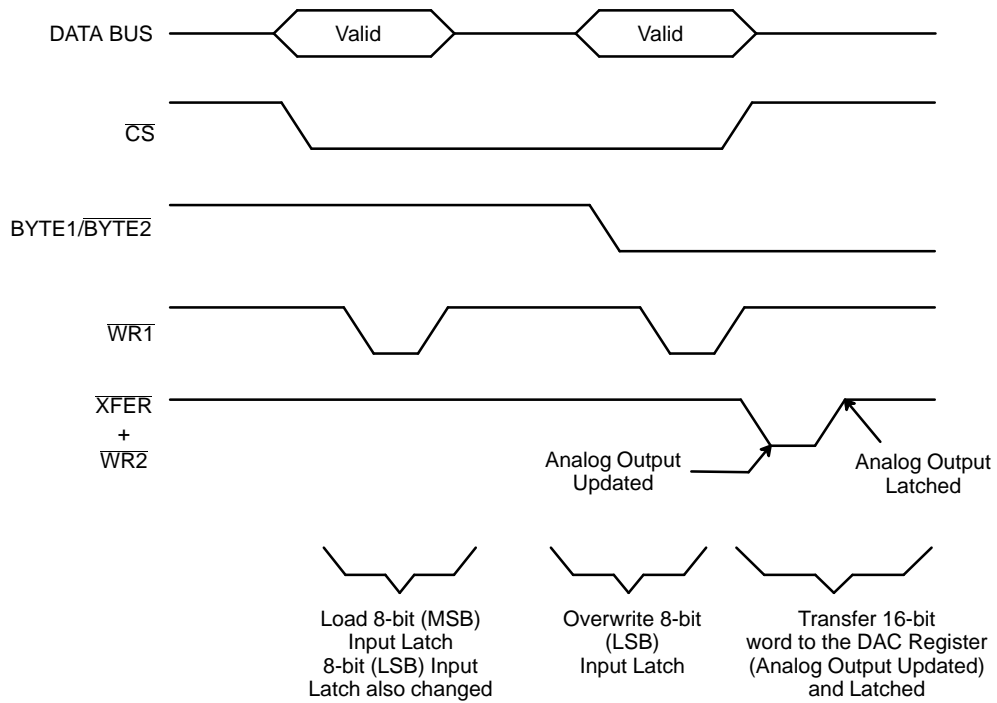 DATA BUS
Valid
Valid
CS
BYTE1/BYTE2
WR1
XFER
+
WR2
Analog Output
Updated
Analog Output
Latched
Load 8-bit (MSB)
Input Latch
8-bit (LSB) Input
Latch also changed
Overwrite 8-bit
(LSB)
Input Latch
Transfer 16-bit
word to the DAC Register
(Analog Output Updated)
and Latched